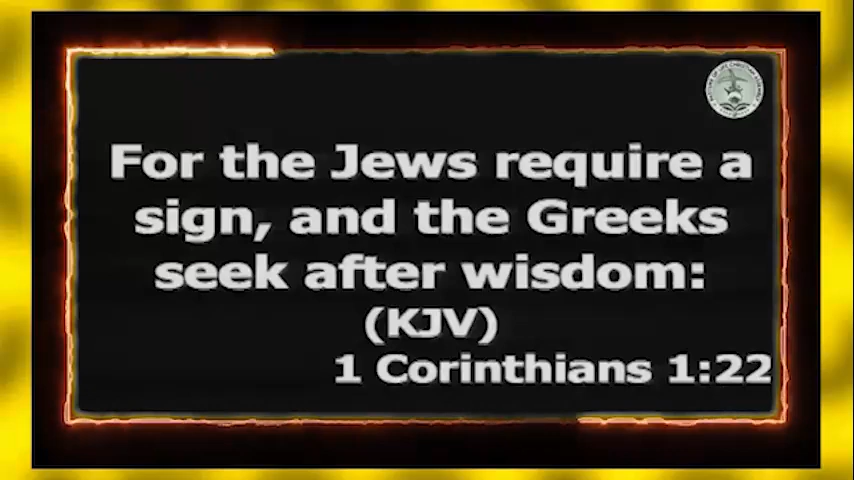 For the Jews require a
sign, and the Greeks
seek after wisdom:
(KJV)
1 Corinthians 1:22